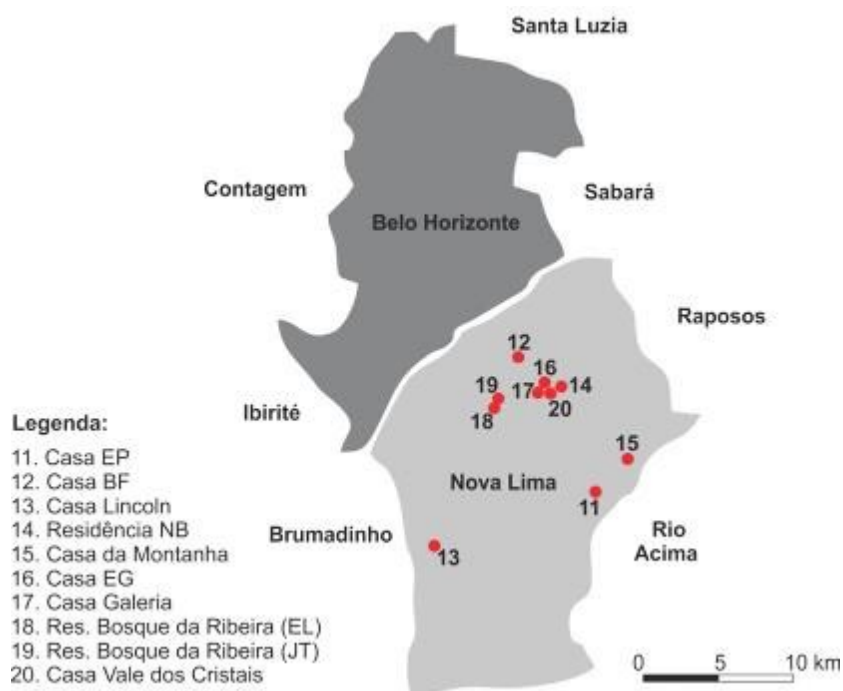 Santa Luzia
Contagem
Sabará
Belo Horizonte
Raposos
12
16
14
19
17
20
18
Ibirité
Legenda:
11. Casa EP
12. Casa BF
13. Casa Lincoln
14. Residência NB
15. Casa da Montanha
16. Casa EG
17. Casa Galeria
18. Res. Bosque da Ribeira (EL)
19. Res. Bosque da Ribeira (JT)
20. Casa Vale dos Cristais
15
Nova Lima
11
Brumadinho
Rio
Acima
13
0 5 10 km